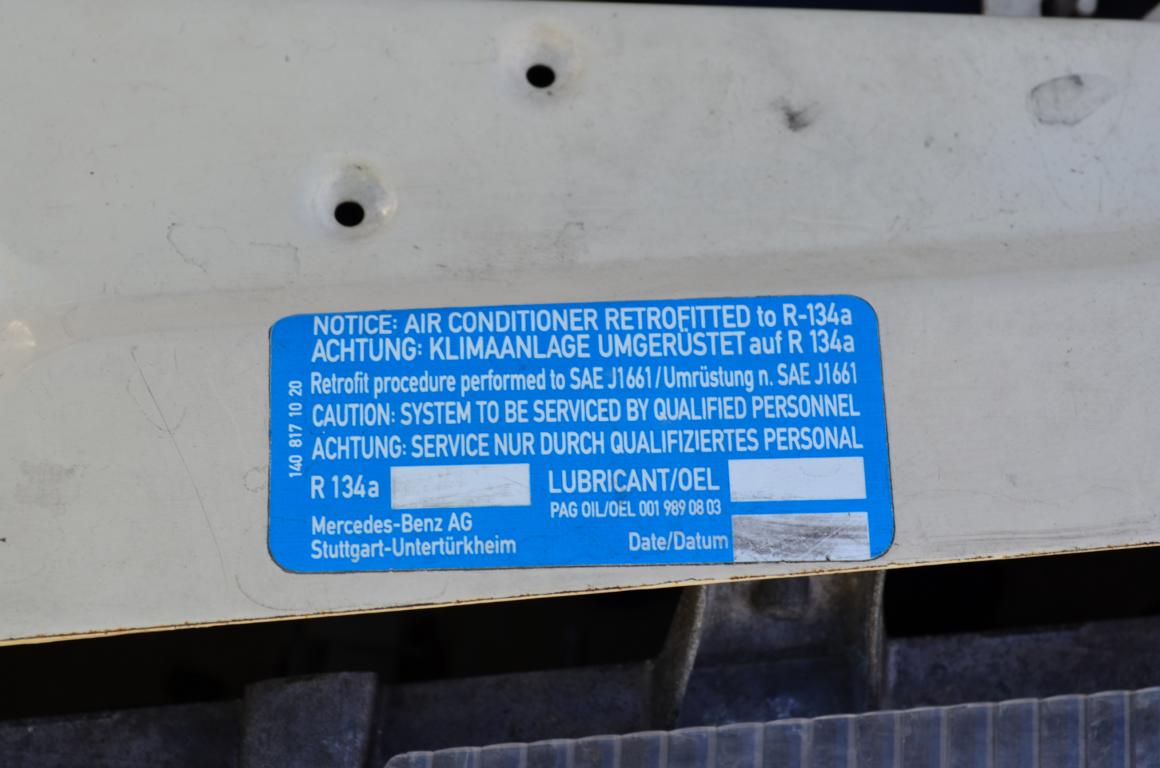 NOTICE: AIR CONDITIONER RETROFITTED to R-134a
ACHTUNG: KLIMAANLAGE UMGERÜSTET auf R 134a
Retrofit procedure performed to SAE J1661/Umrüstung n. SAE J1661
CAUTION: SYSTEM TO BE SERVICED BY QUALIFIED PERSONNEL
ACHTUNG: SERVICE NUR DURCH QUALIFIZIERTES PERSONAL
R 134a LUBRICANT/OEL
PAG OIL/OEL 001 989 08 03
Mercedes-Benz AG
Stuttgart-Untertürkheim Date/Datum
140 817 10 20